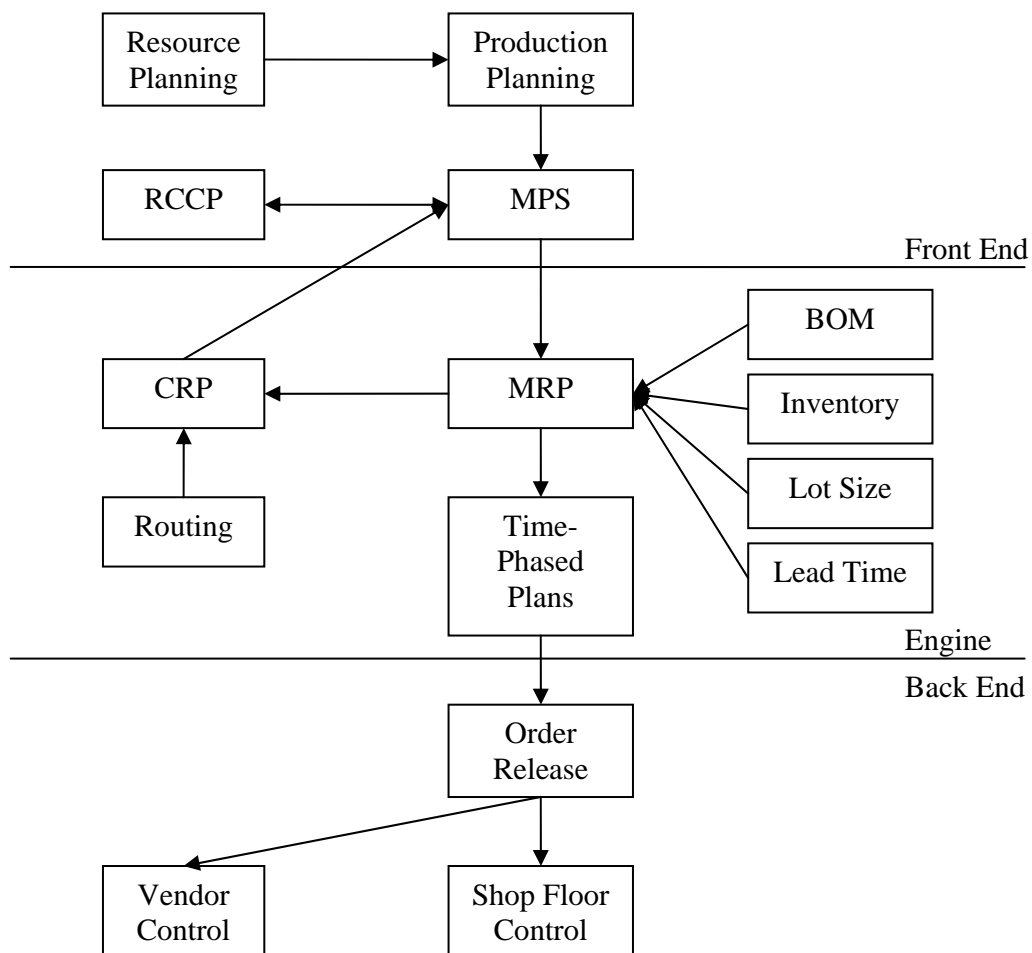 Resource
Planning
Production
Planning
RCCP
MPS
Front End
BOM
CRP
MRP
Inventory
Lot Size
Routing
Time-
Phased
Plans
Lead Time
Engine
Back End
Order
Release
Vendor
Control
Shop Floor
Control